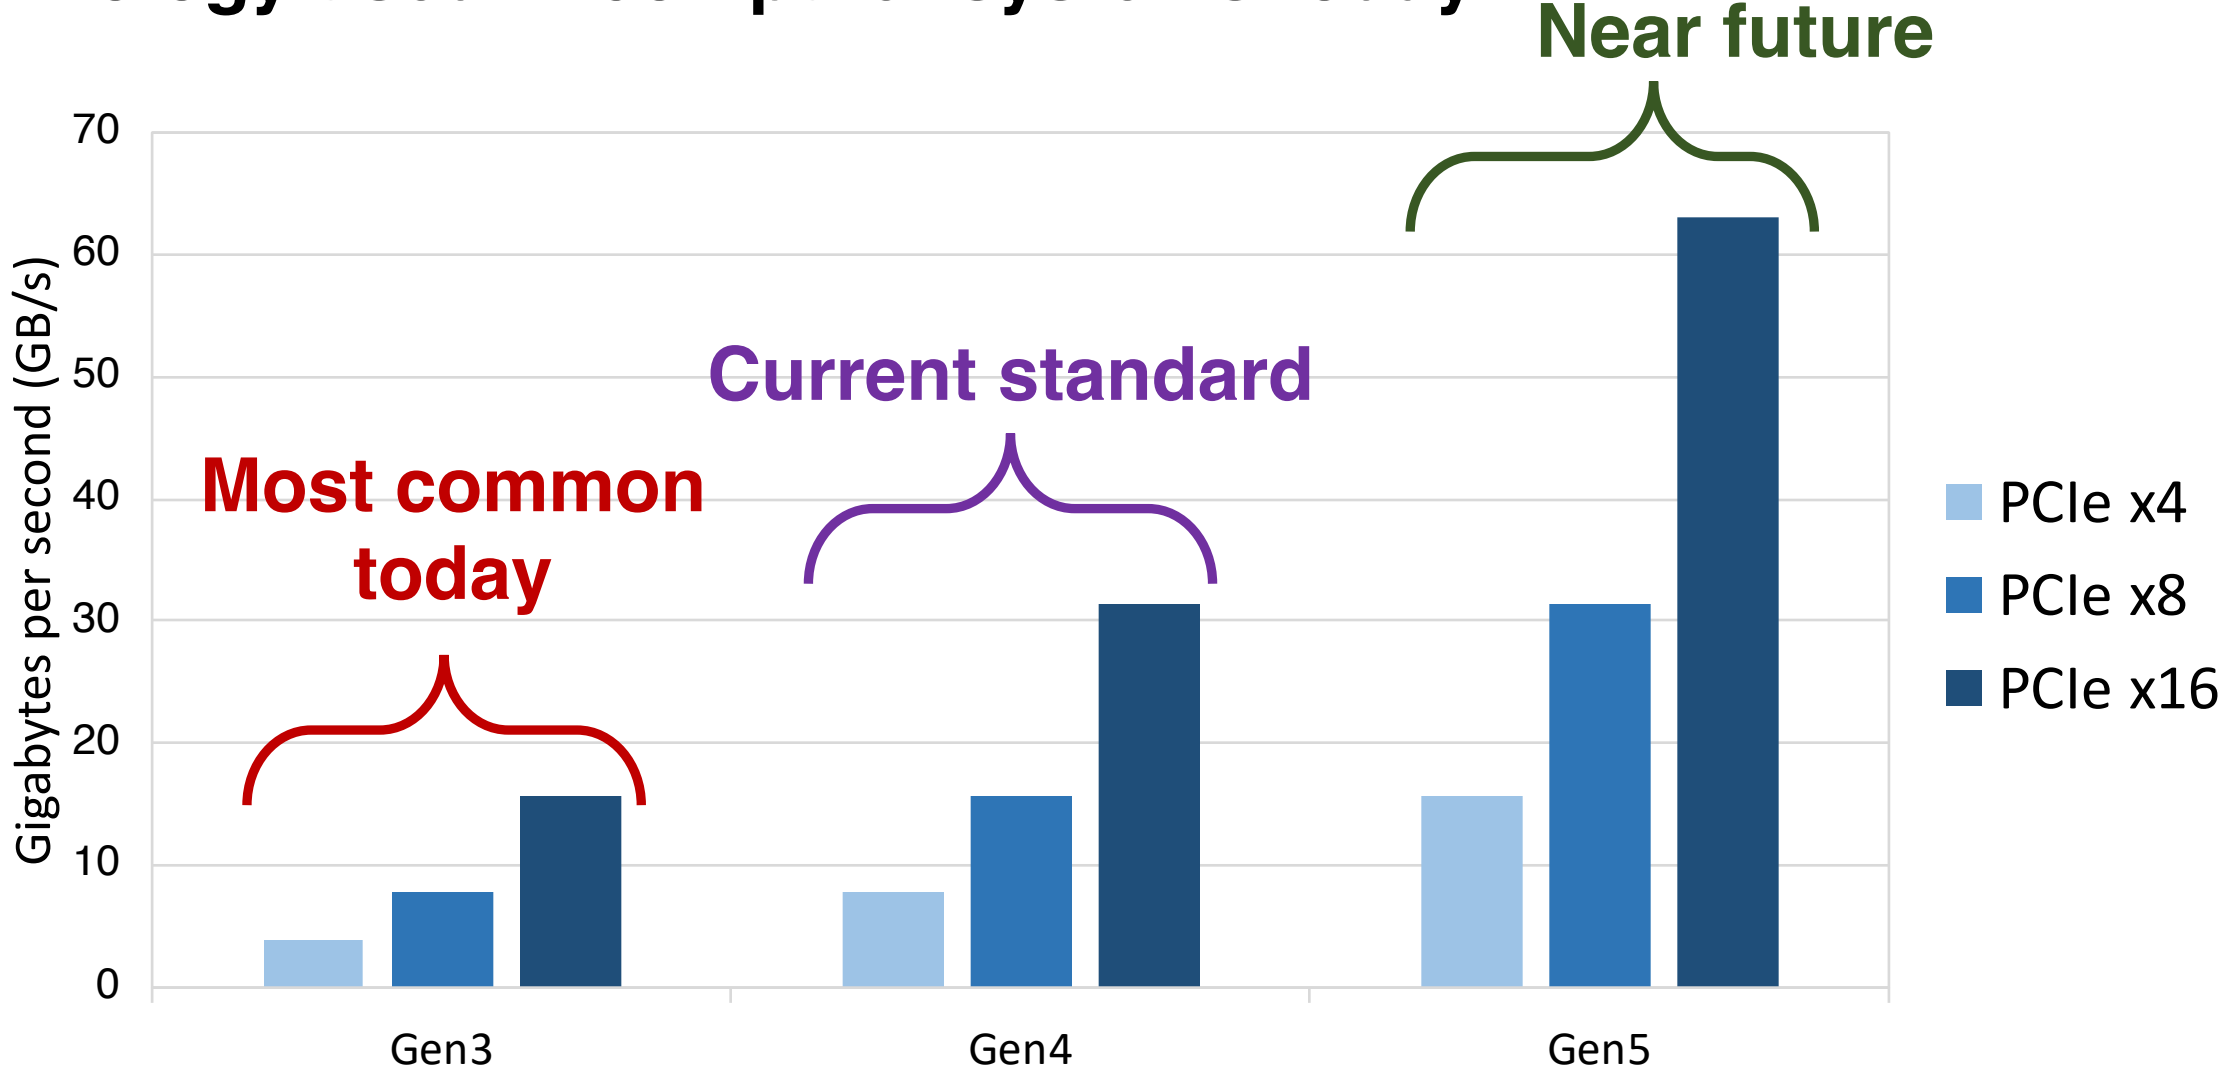 Near future
70
60
50
40
30
20
10
0
Gigabytes per second (GB/s)
Current standard
Most common
today
PCIe x4
PCIe x8
PCIe x16
Gen3
Gen4
Gen5